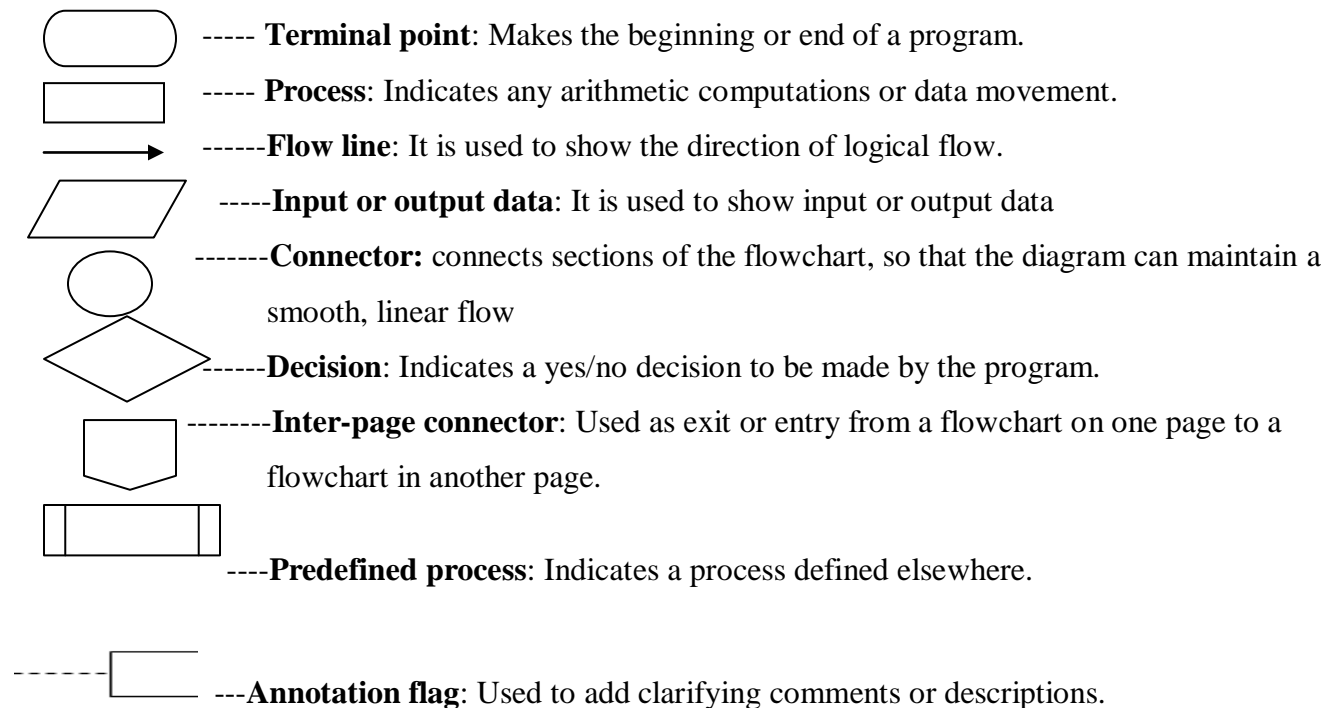 ----- Terminal point: Makes the beginning or end of a program.
----- Process: Indicates any arithmetic computations or data movement.
------Flow line: It is used to show the direction of logical flow.
-----Input or output data: It is used to show input or output data
-------Connector: connects sections of the flowchart, so that the diagram can maintain a
smooth, linear flow
------Decision: Indicates a yes/no decision to be made by the program.
--------Inter-page connector: Used as exit or entry from a flowchart on one page to a
flowchart in another page.
----Predefined process: Indicates a process defined elsewhere.
---Annotation flag: Used to add clarifying comments or descriptions.